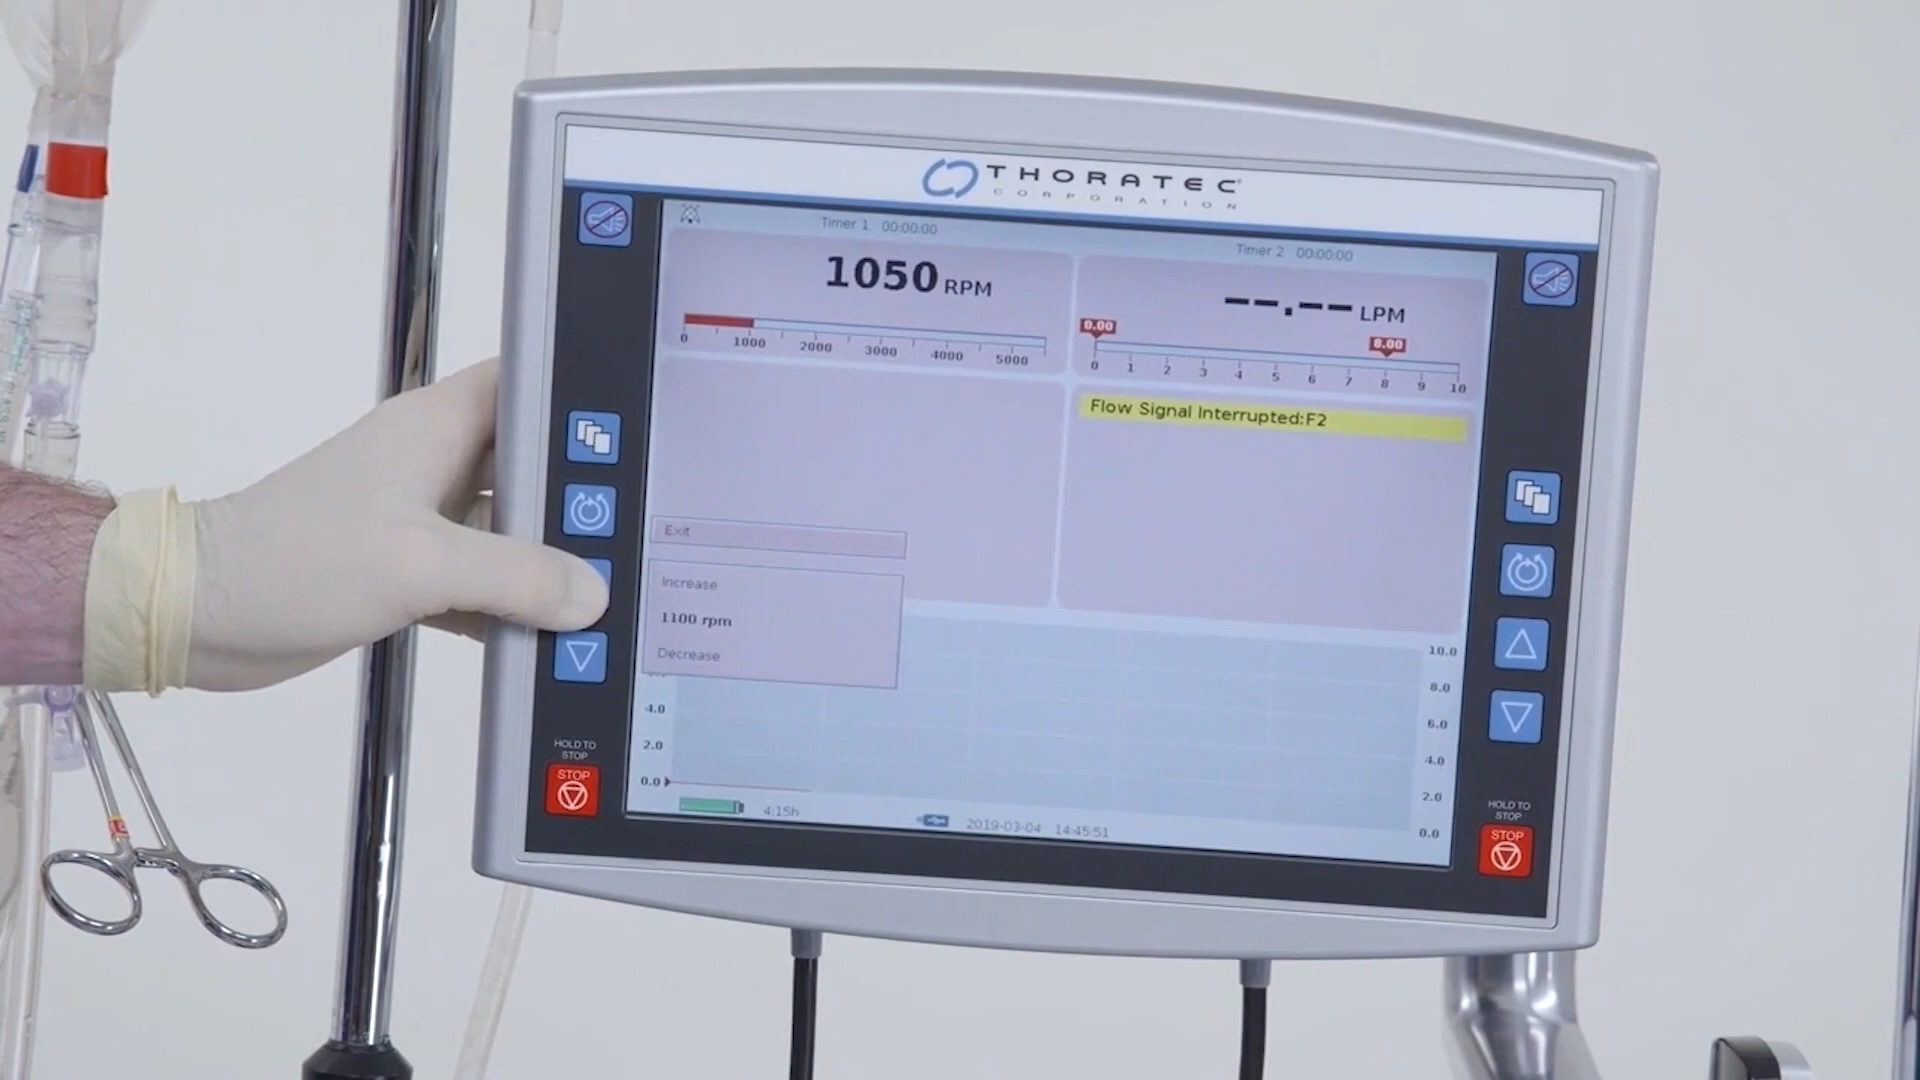 THORATEC
CORPORATION
Timer 1 00:00:00
Timer 2 00:00:00
1050 RPM
--.-- LPM
0 1000 2000 3000 4000 5000
0.00
8.00
0 1 2 3 4 5 6 7 8 9 10
Flow Signal Interrupted:F2
Exit
Increase
1100 rpm
Decrease
4.0
2.0
0.0
10.0
8.0
6.0
4.0
2.0
0.0
4:15h
2019-03-04 14:45:51
HOLD TO
STOP
STOP
HOLD TO
STOP
STOP